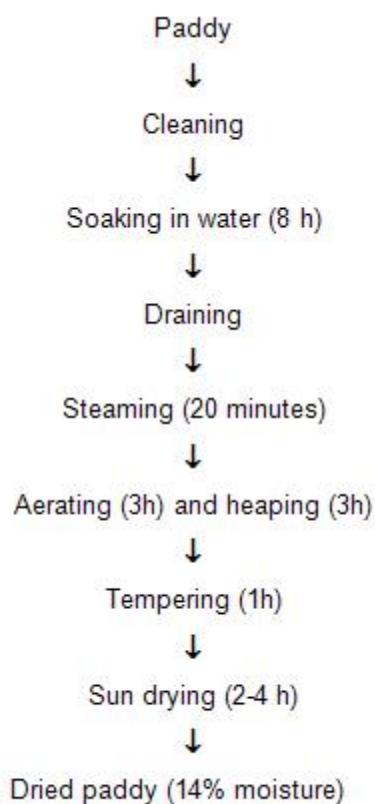 Paddy
↓
Cleaning
↓
Soaking in water (8 h)
↓
Draining
↓
Steaming (20 minutes)
↓
Aerating (3h) and heaping (3h)
↓
Tempering (1h)
↓
Sun drying (2-4 h)
↓
Dried paddy (14% moisture)